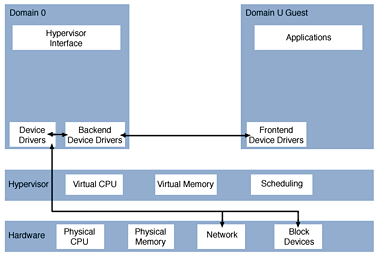 Domain 0
Hypervisor
Interface
Device
Drivers
Backend
Device Drivers
Domain U Guest
Applications
Frontend
Device Drivers
Hypervisor
Virtual CPU
Virtual Memory
Scheduling
Hardware
Physical
CPU
Physical
Memory
Network
Block
Devices